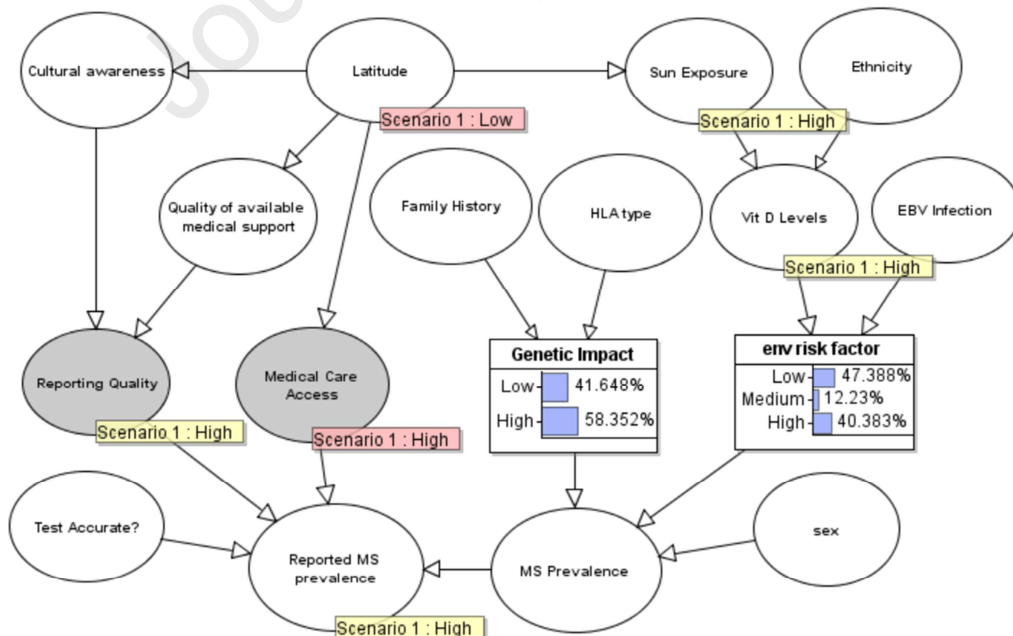 Jou
Cultural awareness
Latitude
Sun Exposure
Ethnicity
Scenario 1 : Low
Scenario 1 : High
Quality of available
medical support
Family History
HLA type
Vit D Levels
EBV Infection
Scenario 1 : High
Reporting Quality
Medical Care
Access
Genetic Impact
Low 41.648%
High 58.352%
env risk factor
Low 47.388%
Medium 12.23%
High 40.383%
Scenario 1 : High
Scenario 1 : High
Test Accurate?
Reported MS
prevalence
MS Prevalence
sex
Scenario 1 : High